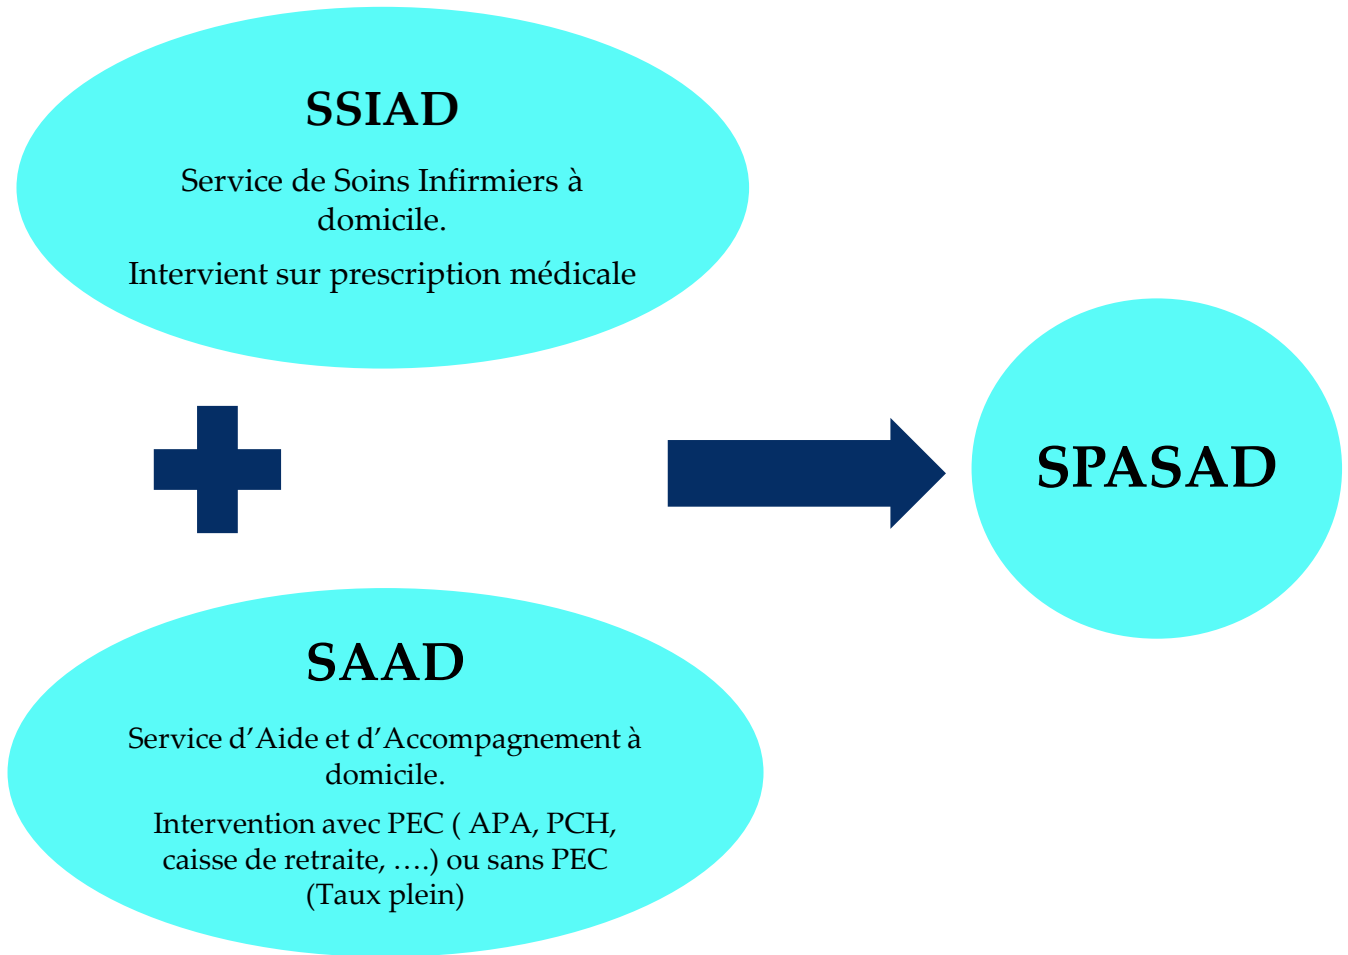 SSIAD
Service de Soins Infirmiers à
domicile.
Intervient sur prescription médicale
SPASAD
SAAD
Service d’Aide et d’Accompagnement à
domicile.
Intervention avec PEC ( APA, PCH,
caisse de retraite, ….) ou sans PEC
(Taux plein)